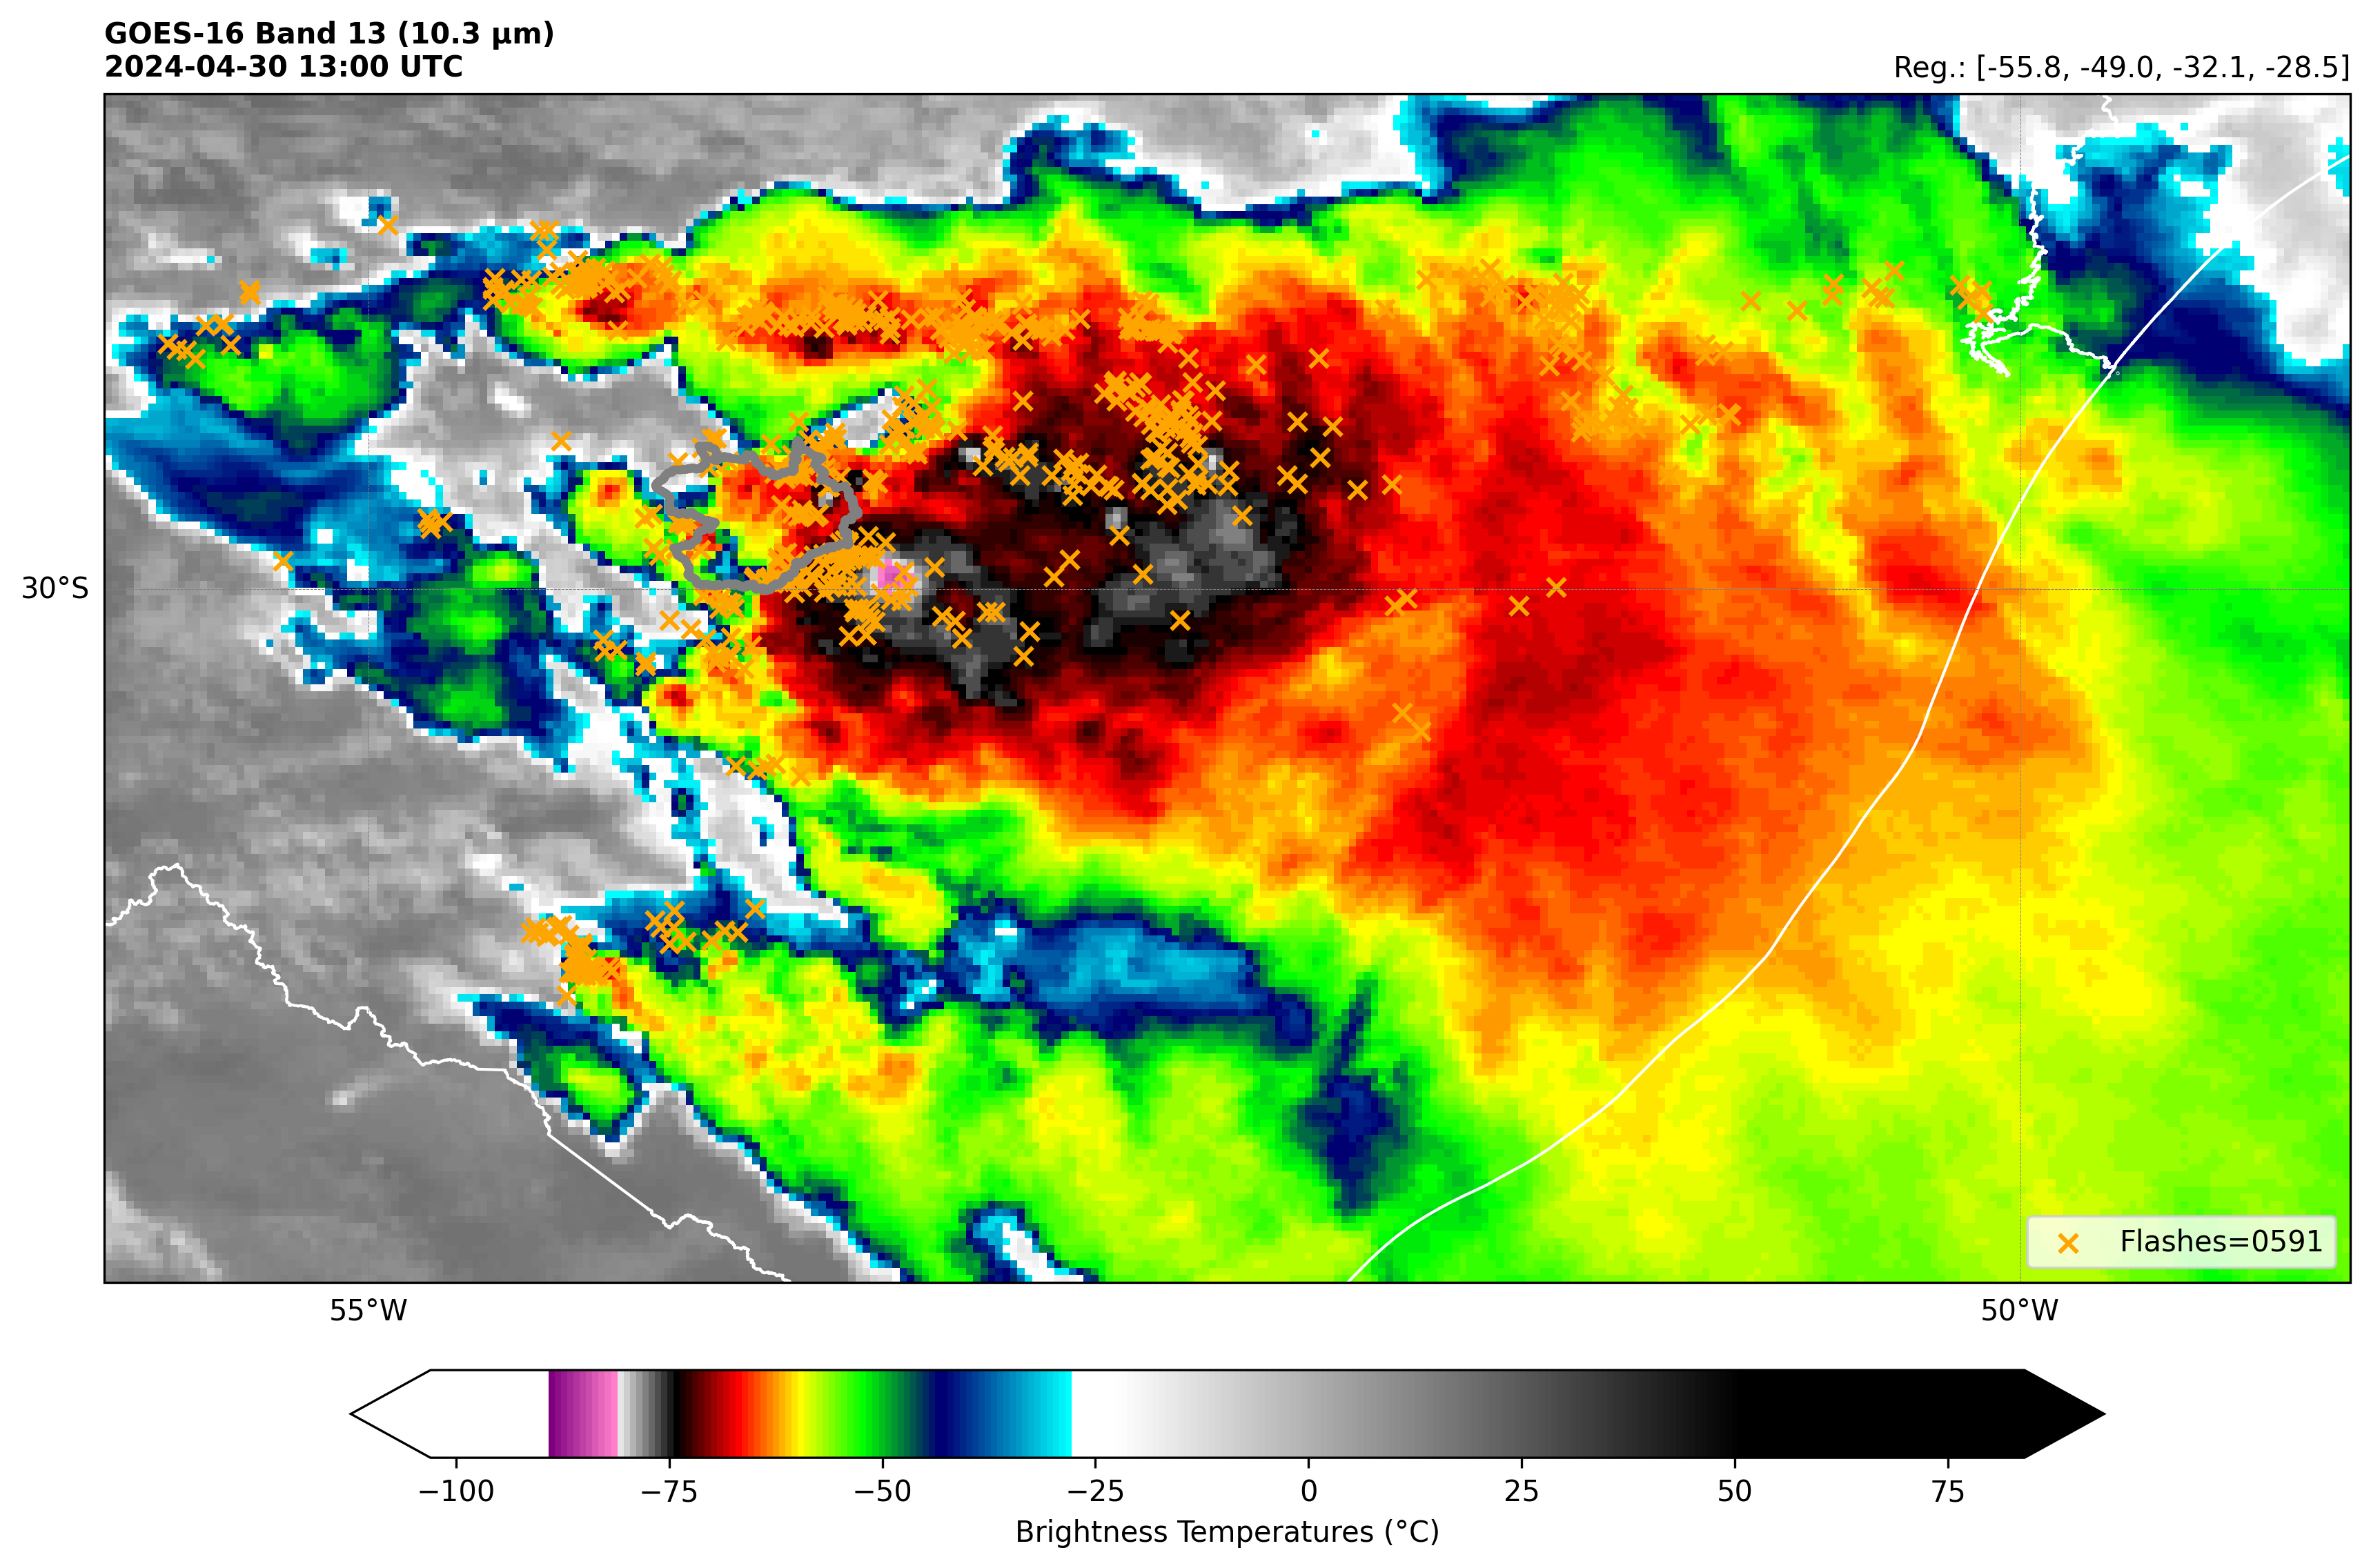 GOES-16 Band 13 (10.3 µm)
2024-04-30 13:00 UTC
Reg.: [-55.8, -49.0, -32.1, -28.5]
30°S
Flashes=0591
55°W
50°W
−100
−75
−50
−25
0
25
50
75
Brightness Temperatures (°C)